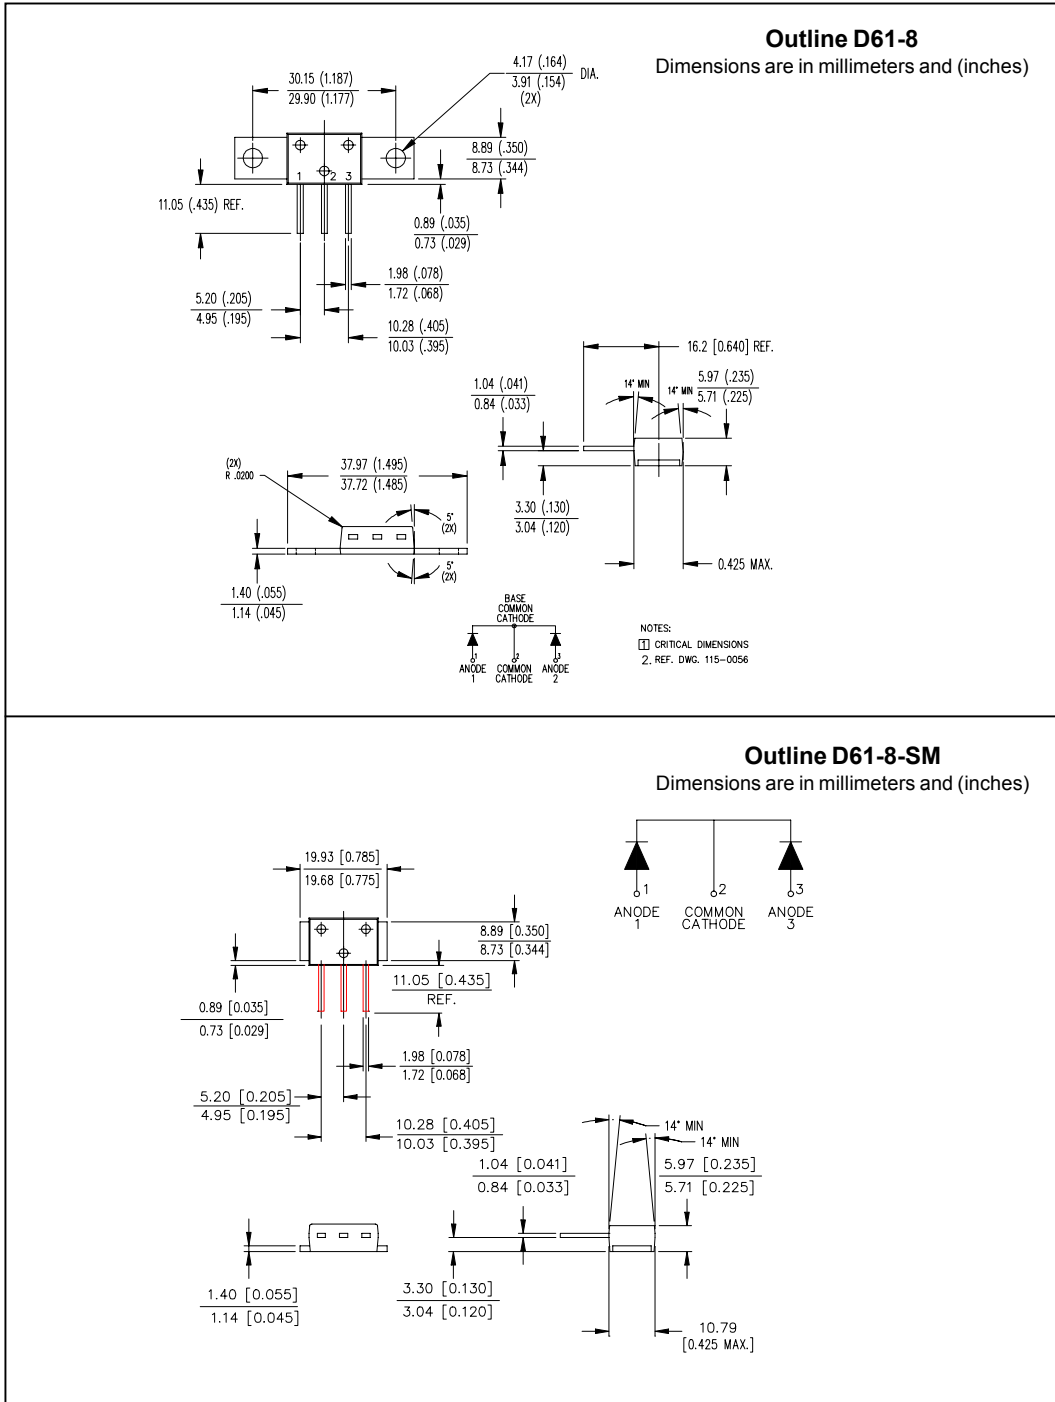 Outline D61-8
Dimensions are in millimeters and (inches)
30.15 (1.187)
29.90 (1.177)
4.17 (.164)
3.91 (.154)
(2X)
DIA.
8.89 (.350)
8.73 (.344)
1 2 3
11.05 (.435) REF.
0.89 (.035)
0.73 (.029)
1.98 (.078)
1.72 (.068)
5.20 (.205)
4.95 (.195)
10.28 (.405)
10.03 (.395)
16.2 [0.640] REF.
1.04 (.041)
0.84 (.033)
14° MIN
14° MIN
5.97 (.235)
5.71 (.225)
3.30 (.130)
3.04 (.120)
0.425 MAX.
(2X)
R .0200
37.97 (1.495)
37.72 (1.485)
5°
(2X)
5°
(2X)
1.40 (.055)
1.14 (.045)
BASE
COMMON
CATHODE
1 2 3
ANODE
1
COMMON
CATHODE
ANODE
2
NOTES:
1 CRITICAL DIMENSIONS
2. REF. DWG. 115-0056
Outline D61-8-SM
Dimensions are in millimeters and (inches)
1 2 3
ANODE
1
COMMON
CATHODE
ANODE
3
19.93 [0.785]
19.68 [0.775]
8.89 [0.350]
8.73 [0.344]
11.05 [0.435]
REF.
0.89 [0.035]
0.73 [0.029]
1.98 [0.078]
1.72 [0.068]
5.20 [0.205]
4.95 [0.195]
10.28 [0.405]
10.03 [0.395]
14° MIN
14° MIN
1.04 [0.041]
0.84 [0.033]
5.97 [0.235]
5.71 [0.225]
1.40 [0.055]
1.14 [0.045]
3.30 [0.130]
3.04 [0.120]
10.79
[0.425 MAX.]